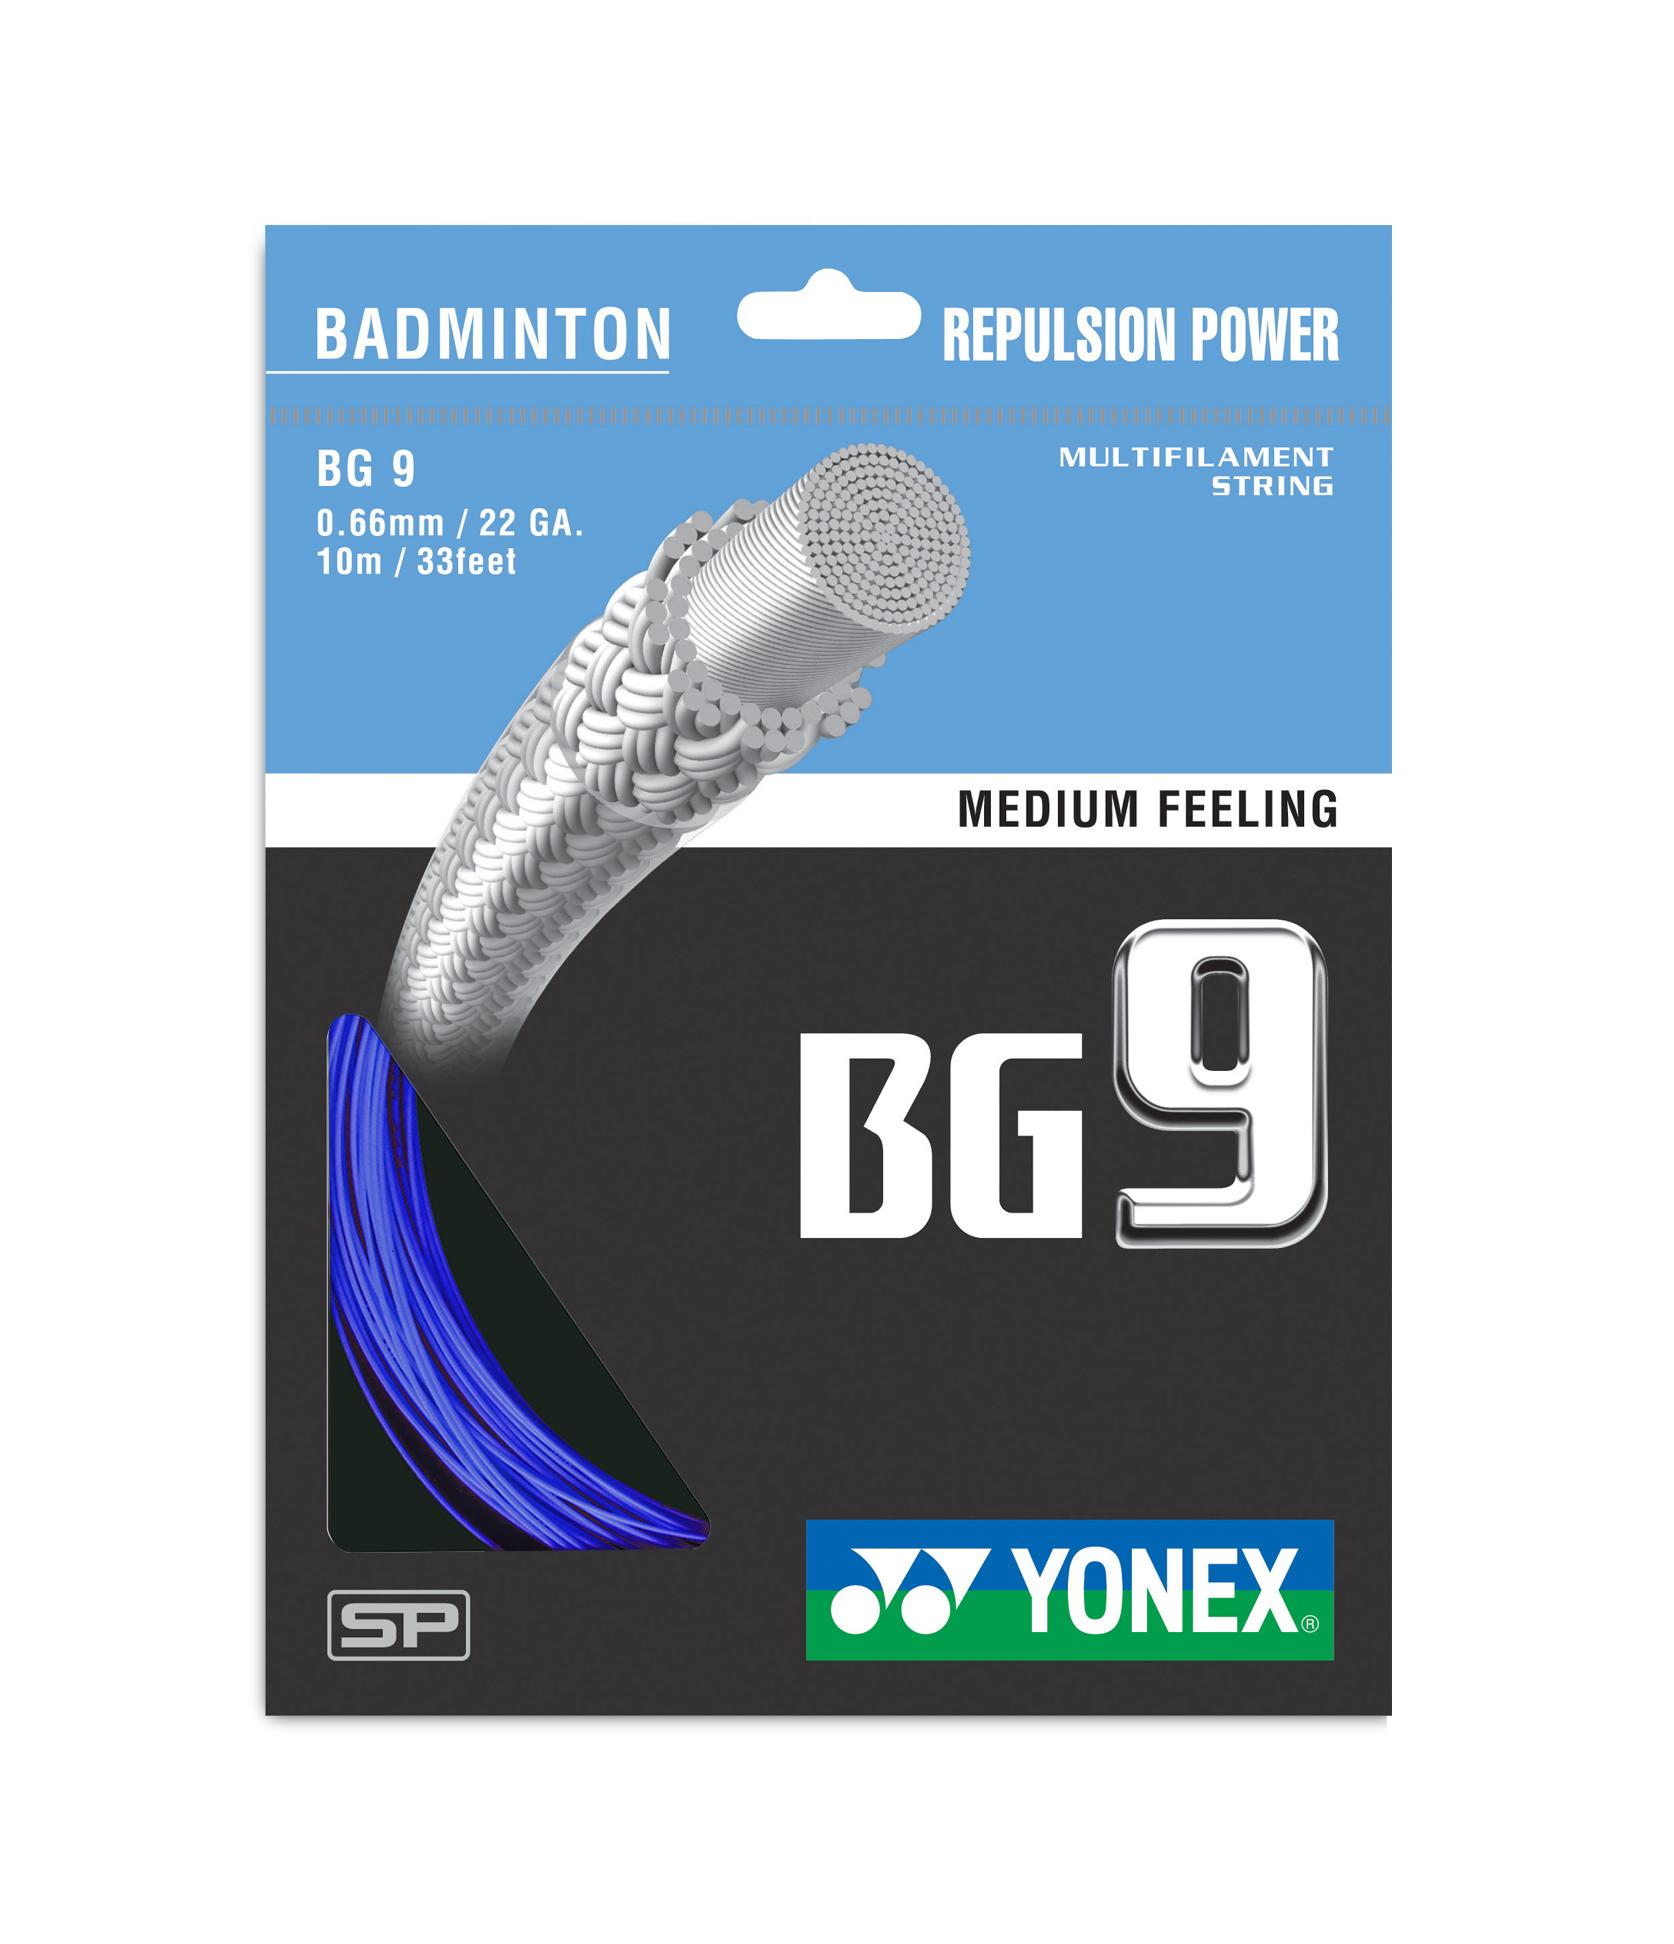 BADMINTON
REPULSION POWER
BG 9
0.66mm / 22 GA.
10m / 33feet
MULTIFILAMENT
STRING
MEDIUM FEELING
BG9
SP
YONEX®